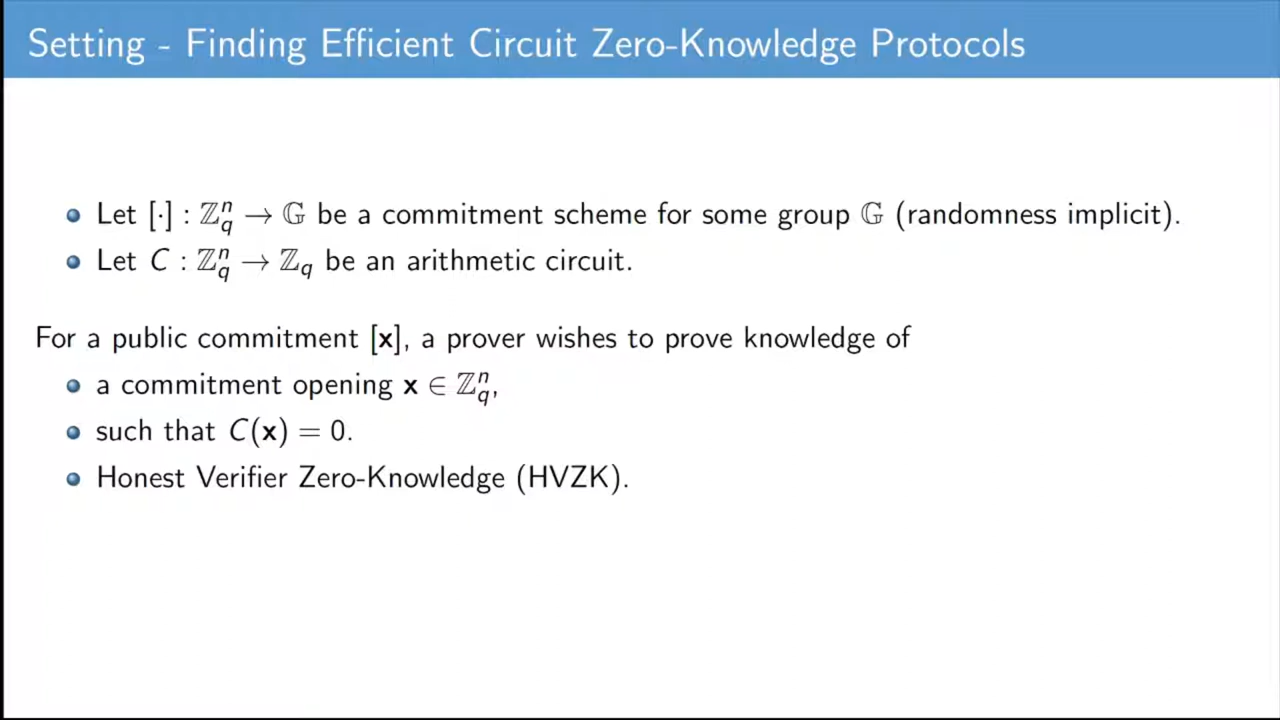 Setting - Finding Efficient Circuit Zero-Knowledge Protocols
Let [·] : ℤ_q^n → 𝔾 be a commitment scheme for some group 𝔾 (randomness implicit).
Let C : ℤ_q^n → ℤ_q be an arithmetic circuit.
For a public commitment [x], a prover wishes to prove knowledge of
a commitment opening x ∈ ℤ_q^n,
such that C(x) = 0.
Honest Verifier Zero-Knowledge (HVZK).